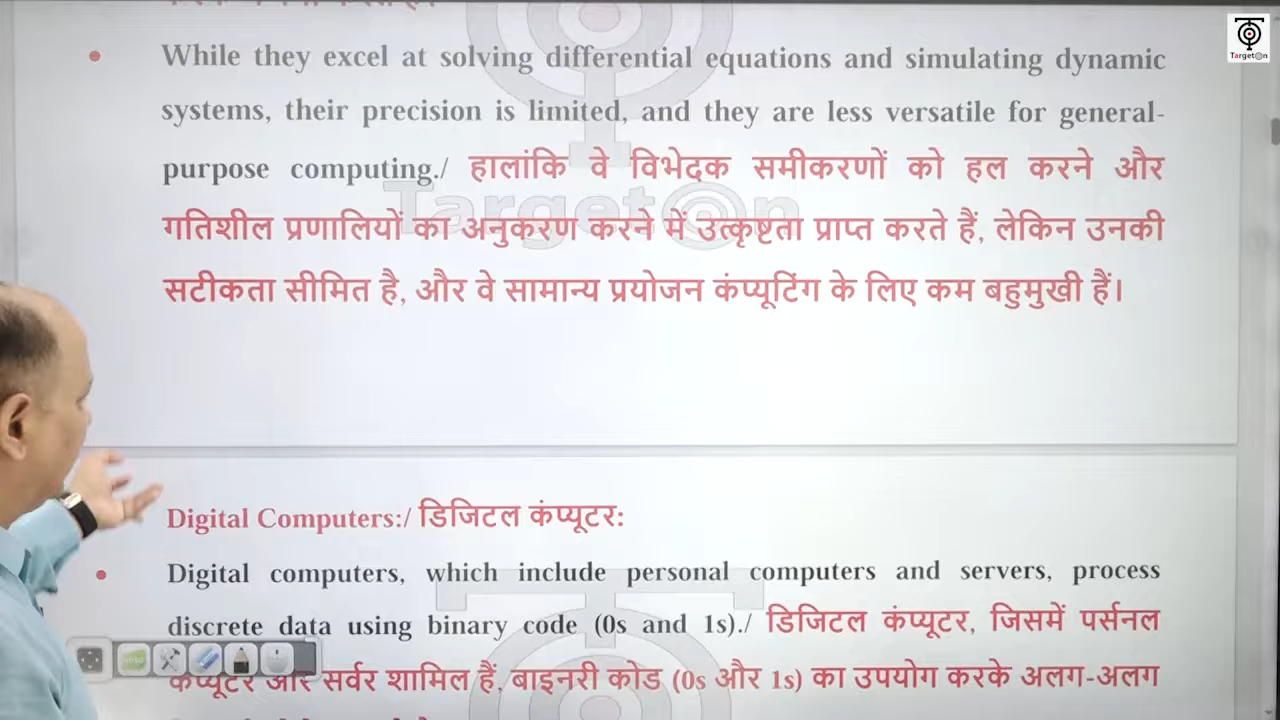 While they excel at solving differential equations and simulating dynamic
systems, their precision is limited, and they are less versatile for general-
purpose computing./ हालांकि वे विभेदक समीकरणों को हल करने और
गतिशील प्रणालियों का अनुकरण करने में उत्कृष्टता प्राप्त करते हैं, लेकिन उनकी
सटीकता सीमित है, और वे सामान्य प्रयोजन कंप्यूटिंग के लिए कम बहुमुखी हैं।
Digital Computers:/ डिजिटल कंप्यूटर:
Digital computers, which include personal computers and servers, process
discrete data using binary code (0s and 1s)./ डिजिटल कंप्यूटर, जिसमें पर्सनल
कंप्यूटर और सर्वर शामिल हैं, बाइनरी कोड (0s और 1s) का उपयोग करके अलग-अलग
TargetOn
TargetOn